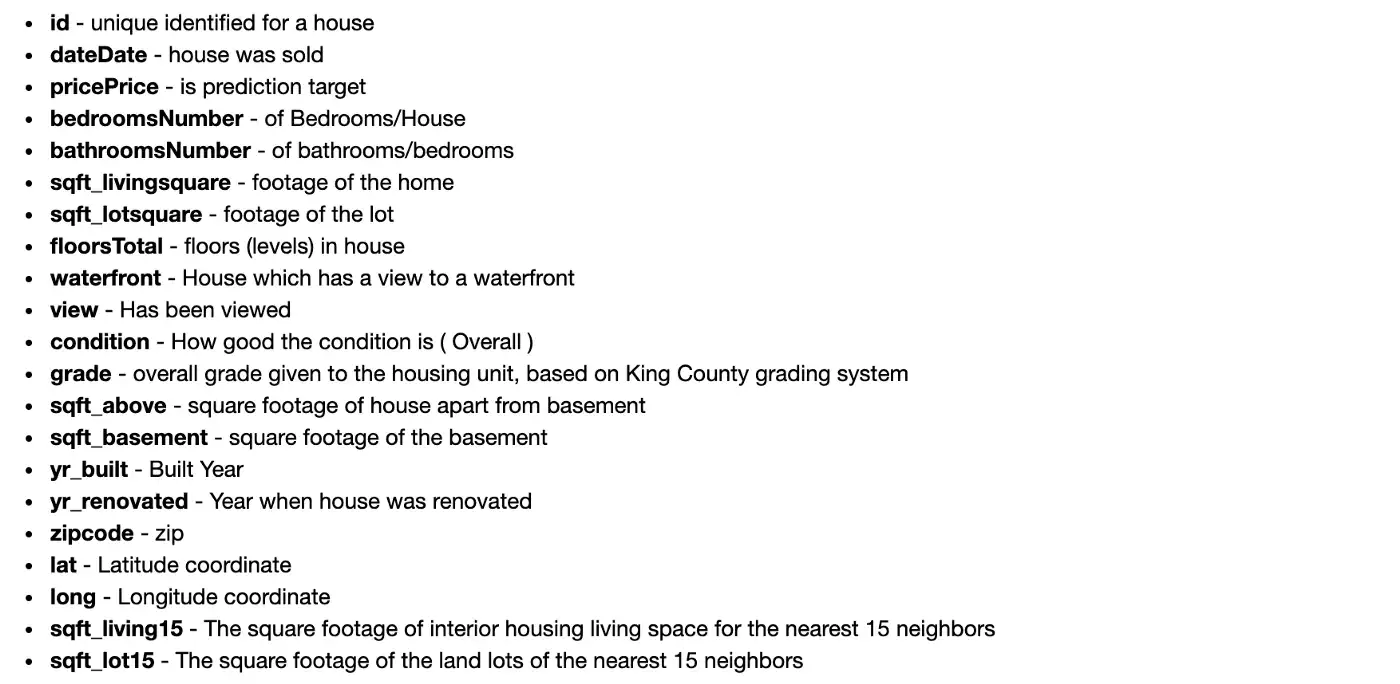 • id - unique identified for a house
• dateDate - house was sold
• pricePrice - is prediction target
• bedroomsNumber - of Bedrooms/House
• bathroomsNumber - of bathrooms/bedrooms
• sqft_livingsquare - footage of the home
• sqft_lotsquare - footage of the lot
• floorsTotal - floors (levels) in house
• waterfront - House which has a view to a waterfront
• view - Has been viewed
• condition - How good the condition is ( Overall )
• grade - overall grade given to the housing unit, based on King County grading system
• sqft_above - square footage of house apart from basement
• sqft_basement - square footage of the basement
• yr_built - Built Year
• yr_renovated - Year when house was renovated
• zipcode - zip
• lat - Latitude coordinate
• long - Longitude coordinate
• sqft_living15 - The square footage of interior housing living space for the nearest 15 neighbors
• sqft_lot15 - The square footage of the land lots of the nearest 15 neighbors